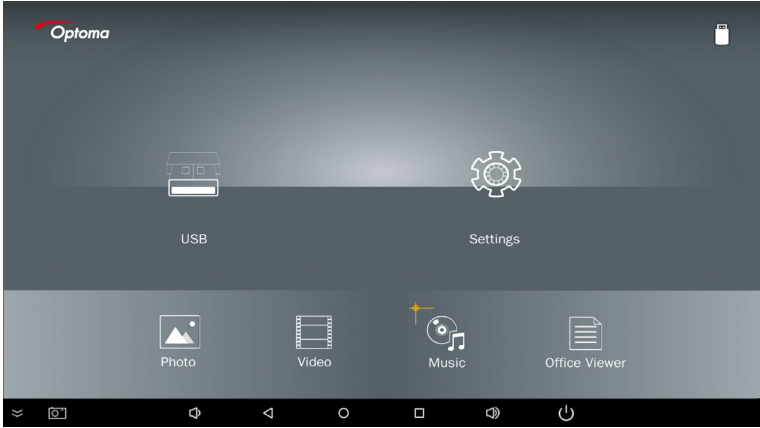 Optoma
USB
Settings
Photo
Video
Music
Office Viewer